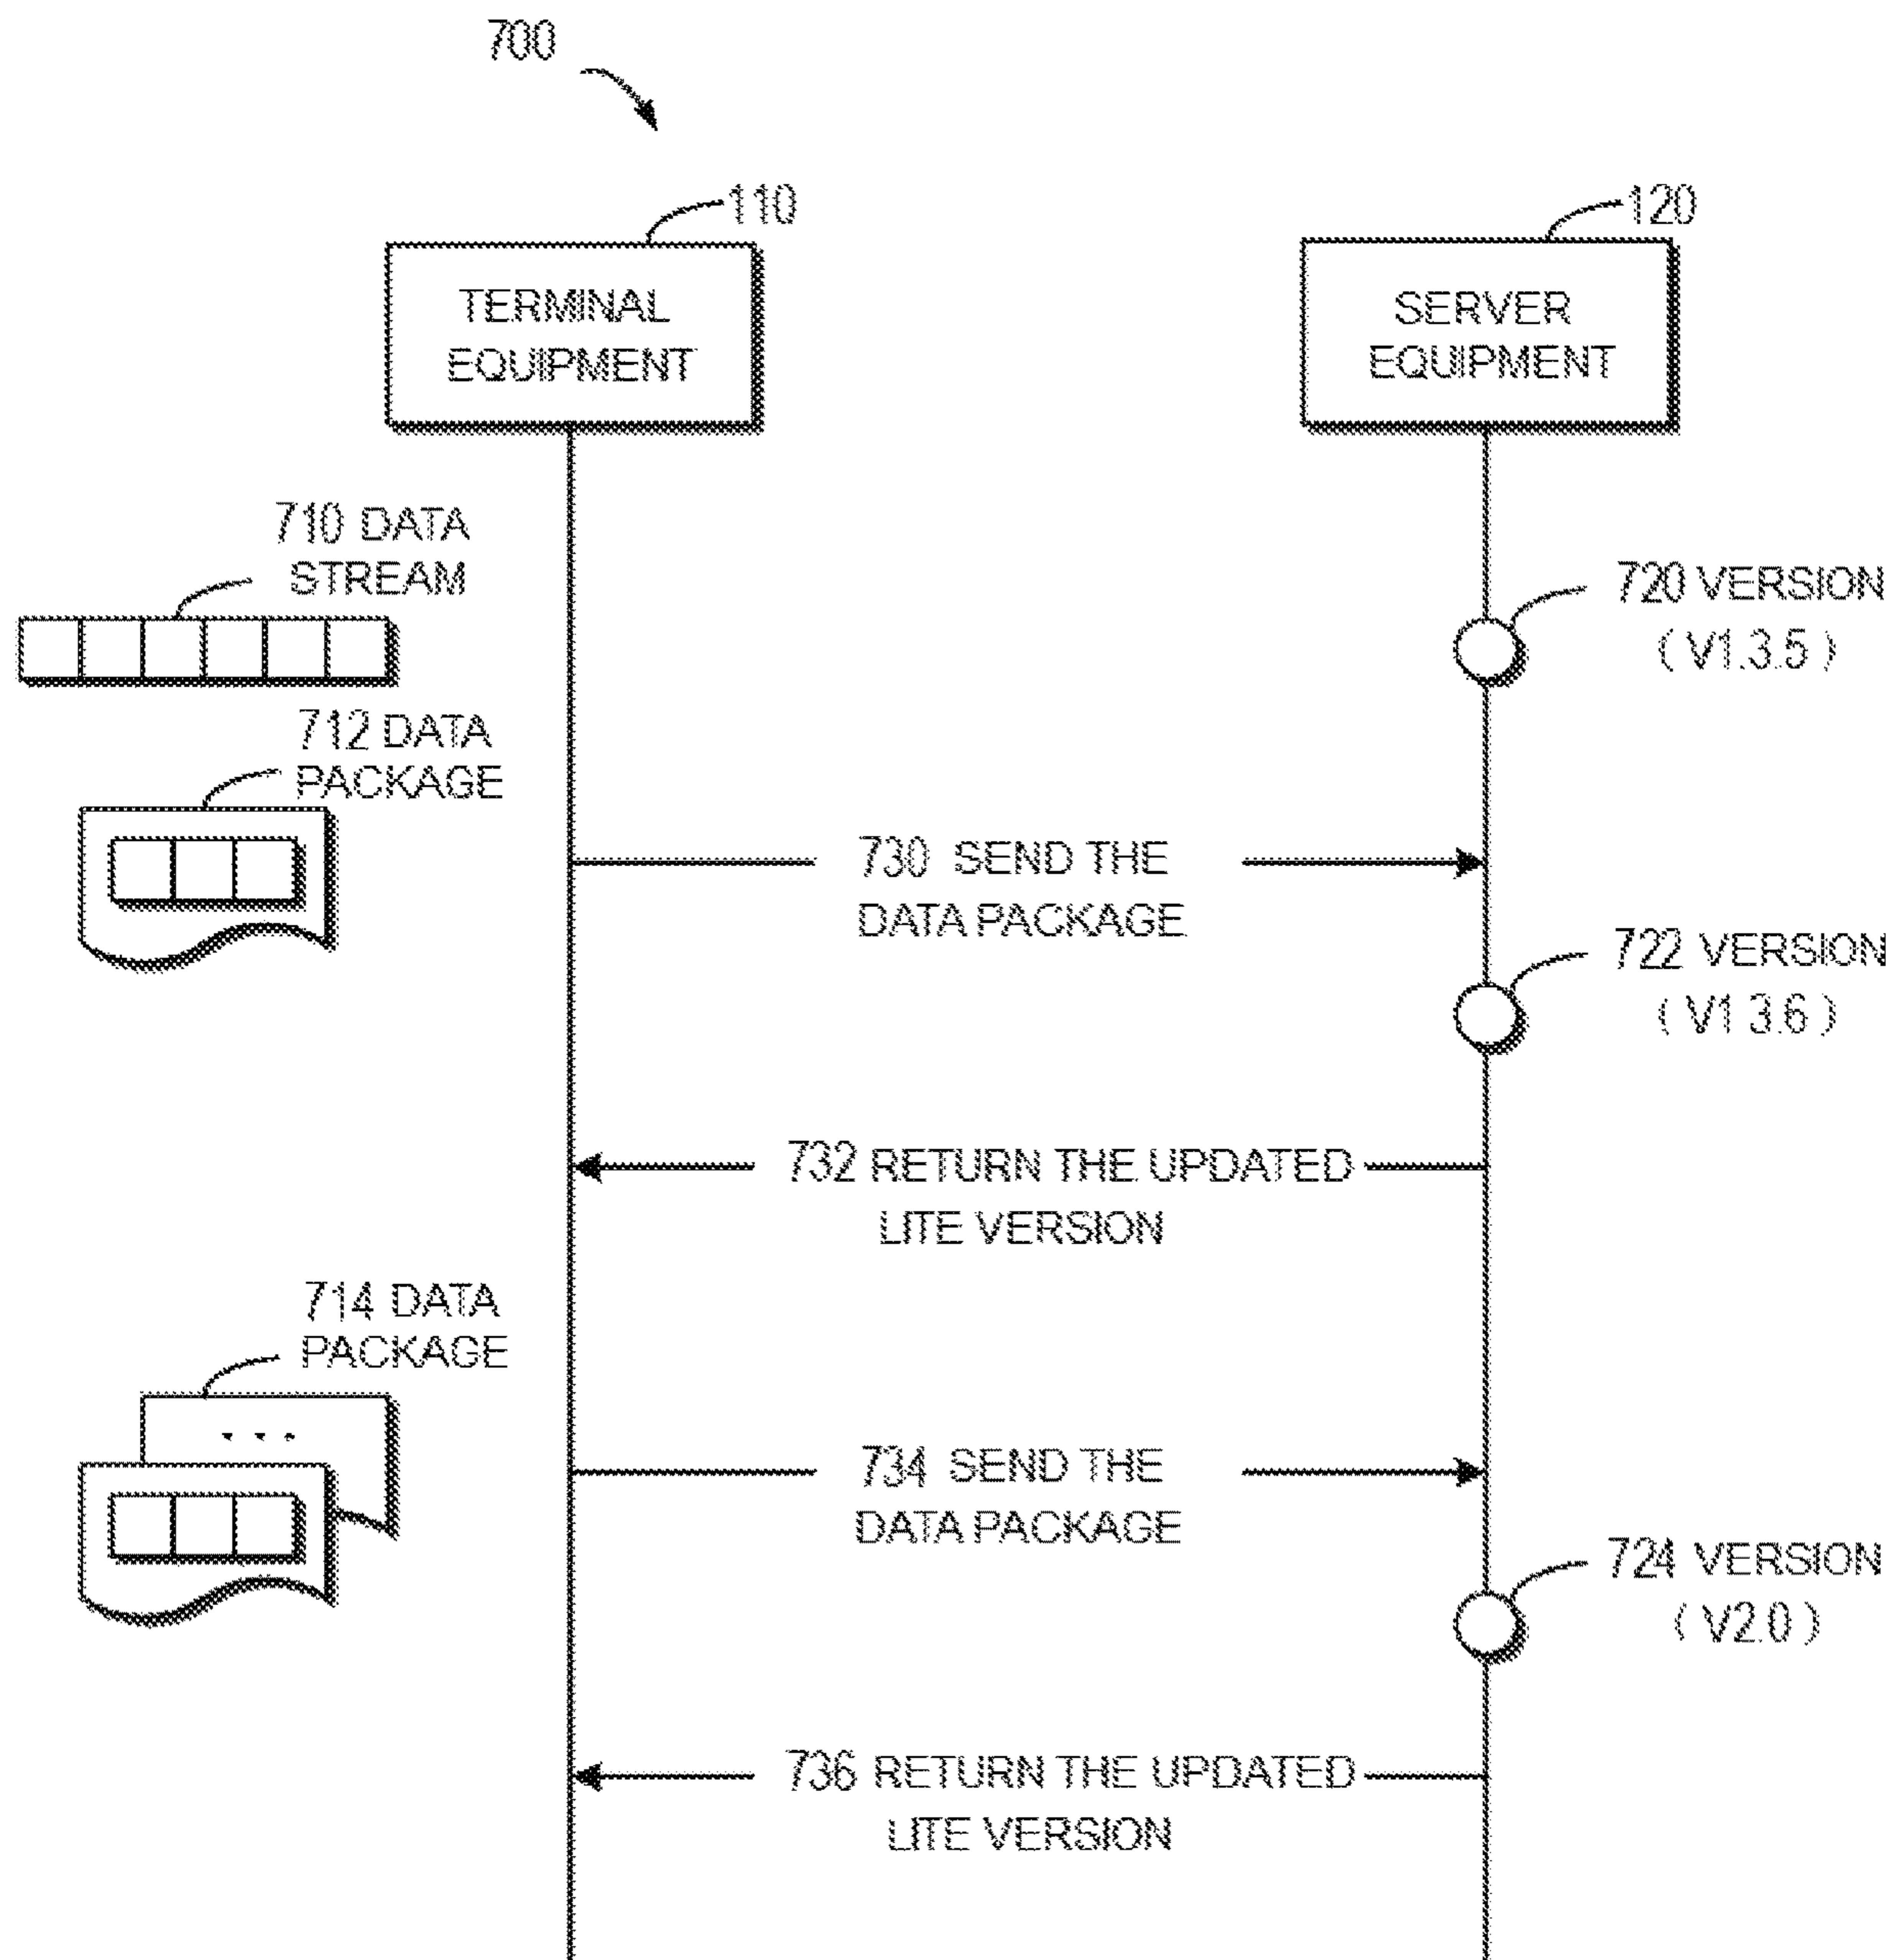 700
110
120
TERMINAL
EQUIPMENT
SERVER
EQUIPMENT
710 DATA
STREAM
720 VERSION
( V1.3.5 )
712 DATA
PACKAGE
730 SEND THE
DATA PACKAGE
722 VERSION
( V1 3.6 )
732 RETURN THE UPDATED
LITE VERSION
714 DATA
PACKAGE
. . .
734 SEND THE
DATA PACKAGE
724 VERSION
( V2.0 )
736 RETURN THE UPDATED
LITE VERSION